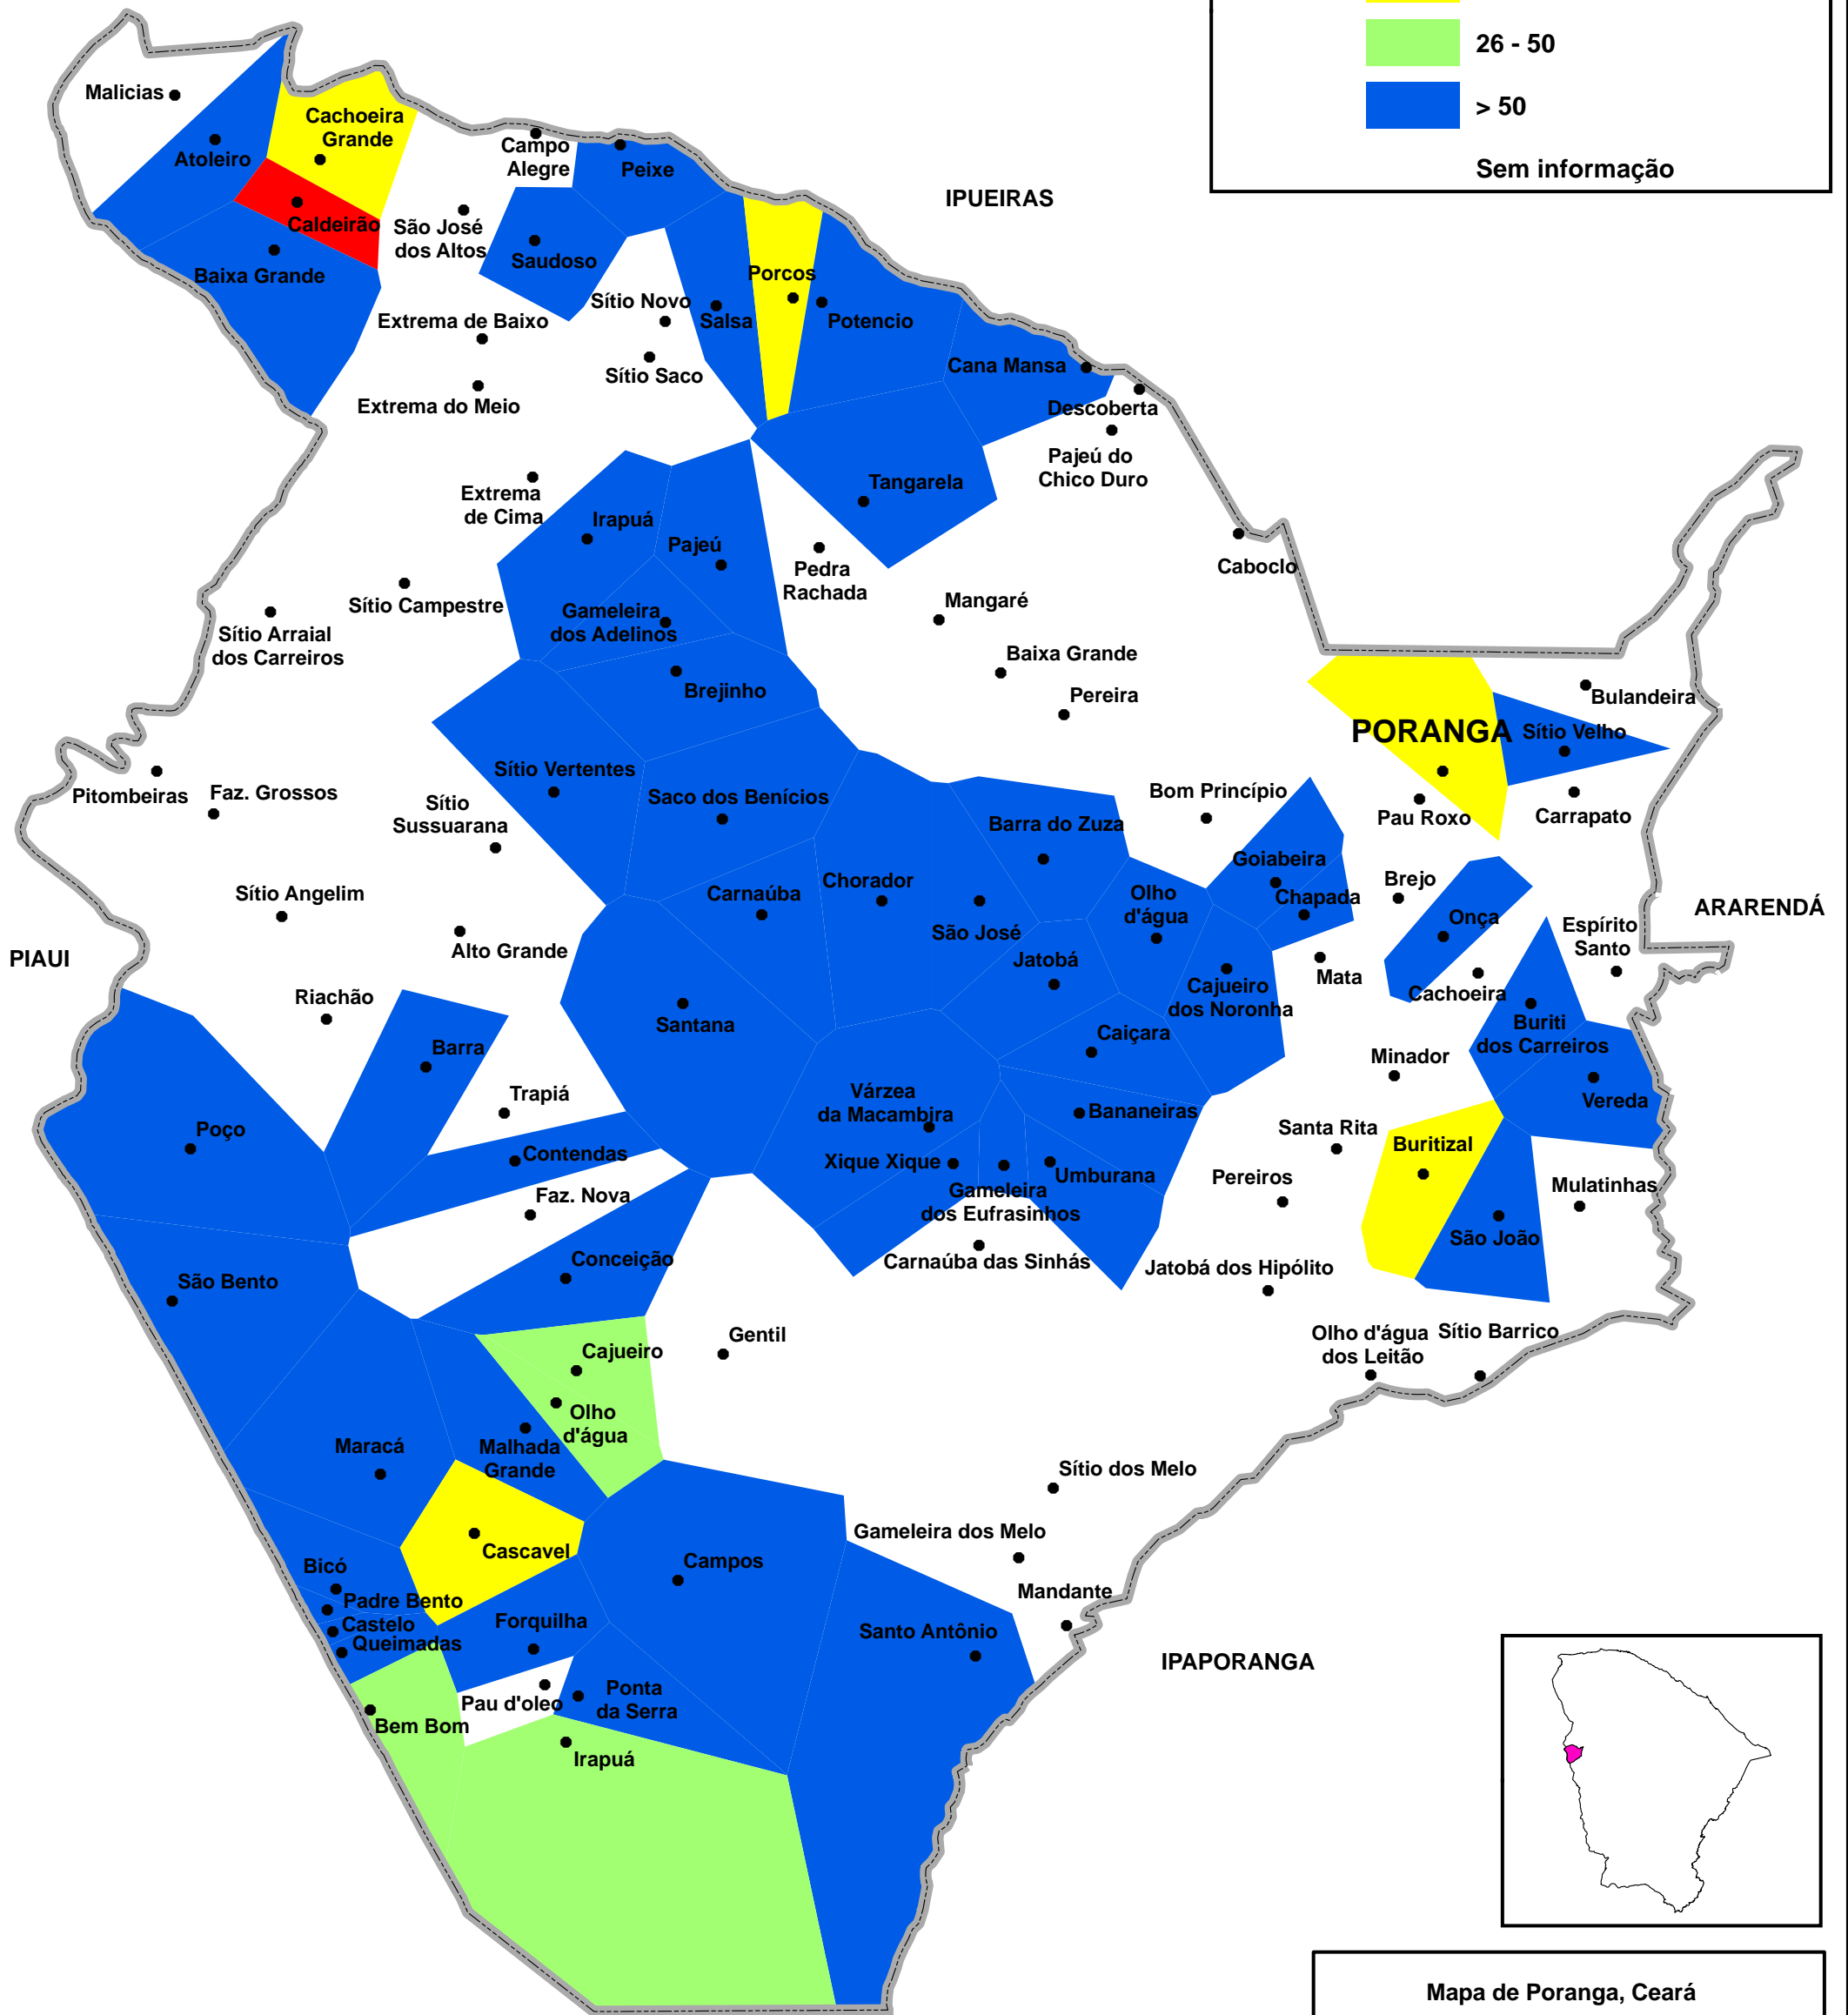 26 - 50
> 50
Sem informação
Malicias
Atoleiro
Cachoeira
Grande
Caldeirão
Baixa Grande
Campo
Alegre
Peixe
São José
dos Altos
Saudoso
IPUEIRAS
Porcos
Sítio Novo
Salsa
Potencio
Extrema de Baixo
Sítio Saco
Cana Mansa
Extrema do Meio
Descoberta
Pajeú do
Chico Duro
Tangarela
Extrema
de Cima
Irapuá
Pajeú
Pedra
Rachada
Caboclo
Sítio Campestre
Gameleira
dos Adelinos
Mangaré
Sítio Arraial
dos Carreiros
Baixa Grande
Brejinho
Pereira
Bulandeira
PORANGA
Sítio Velho
Sítio Vertentes
Pitombeiras
Faz. Grossos
Saco dos Benícios
Bom Princípio
Sítio
Sussuarana
Pau Roxo
Carrapato
Barra do Zuza
Goiabeira
Chapada
Brejo
Sítio Angelim
Carnaúba
Chorador
Olho
d'água
ARARENDÁ
Onça
Espírito
Santo
São José
Alto Grande
PIAUI
Jatobá
Mata
Cachoeira
Cajueiro
dos Noronha
Riachão
Santana
Buriti
dos Carreiros
Caiçara
Barra
Minador
Várzea
da Macambira
Trapiá
Bananeiras
Vereda
Poço
Santa Rita
Buritizal
Contendas
Xique Xique
Umburana
Pereiros
Mulatinhas
Faz. Nova
Gameleira
dos Eufrasinhos
São João
Conceição
Carnaúba das Sinhás
Jatobá dos Hipólito
São Bento
Gentil
Olho d'água
dos Leitão
Sítio Barrico
Cajueiro
Olho
d'água
Maracá
Malhada
Grande
Sítio dos Melo
Gameleira dos Melo
Cascavel
Campos
Bicó
Mandante
Padre Bento
Castelo
Queimadas
Forquilha
Santo Antônio
IPAPORANGA
Pau d'oleo
Ponta
da Serra
Bem Bom
Irapuá
Mapa de Poranga, Ceará